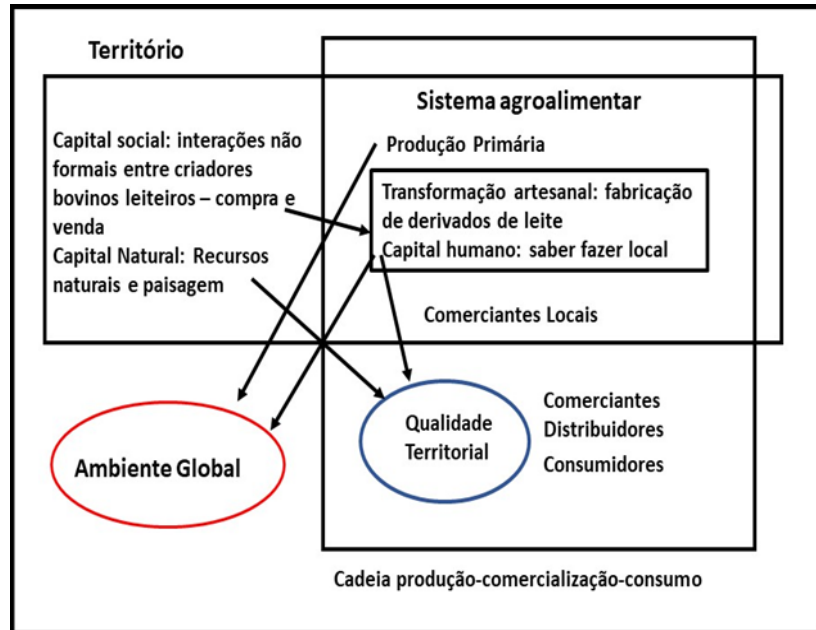 Território
Capital social: interações não
formais entre criadores
bovinos leiteiros – compra e
venda
Capital Natural: Recursos
naturais e paisagem
Sistema agroalimentar
Produção Primária
Transformação artesanal: fabricação
de derivados de leite
Capital humano: saber fazer local
Comerciantes Locais
Ambiente Global
Qualidade
Territorial
Comerciantes
Distribuidores
Consumidores
Cadeia produção-comercialização-consumo